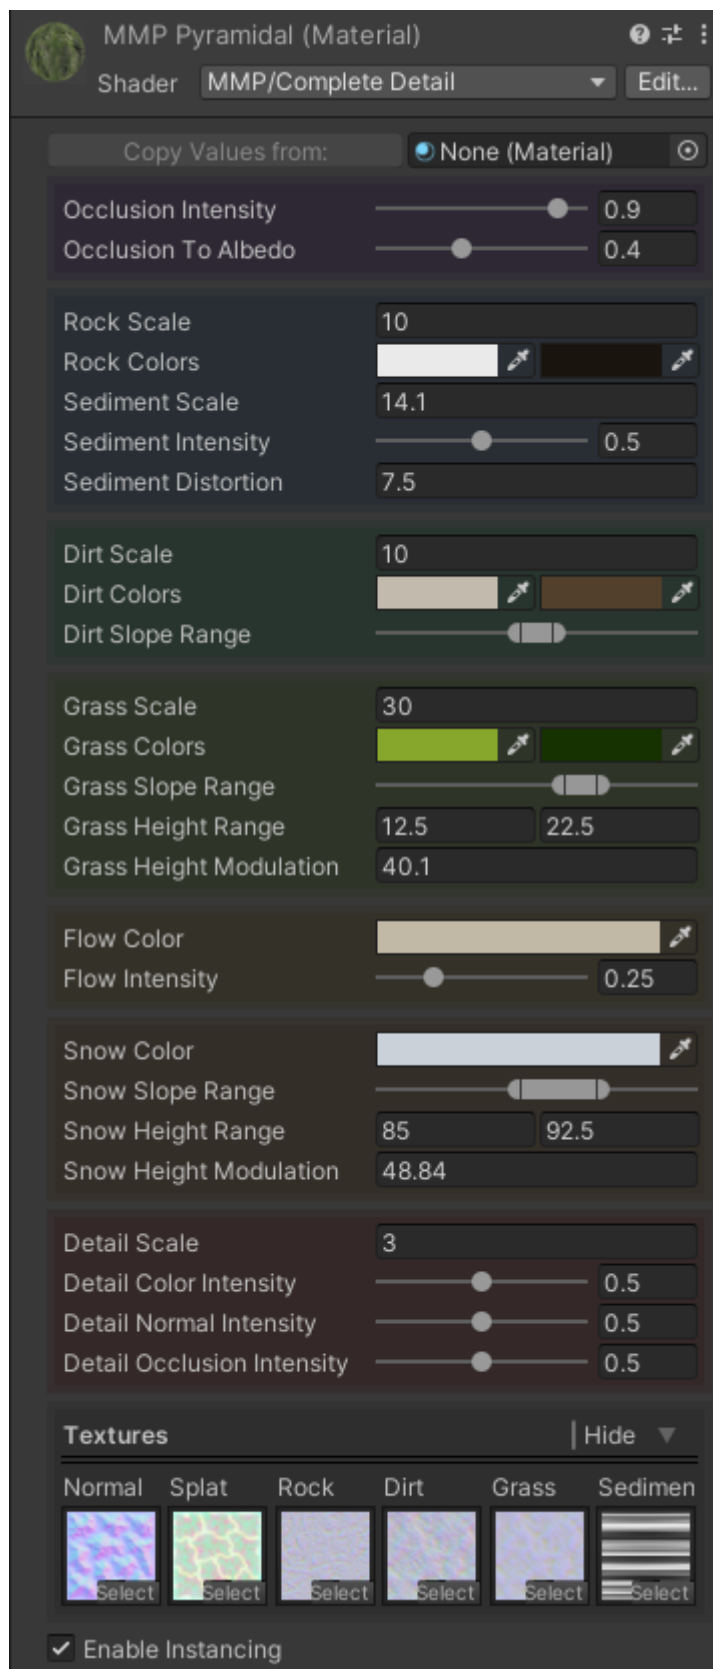 MMP Pyramidal (Material)
Shader MMP/Complete Detail Edit...
Copy Values from: None (Material)
Occlusion Intensity 0.9
Occlusion To Albedo 0.4
Rock Scale 10
Rock Colors
Sediment Scale 14.1
Sediment Intensity 0.5
Sediment Distortion 7.5
Dirt Scale 10
Dirt Colors
Dirt Slope Range
Grass Scale 30
Grass Colors
Grass Slope Range
Grass Height Range 12.5 22.5
Grass Height Modulation 40.1
Flow Color
Flow Intensity 0.25
Snow Color
Snow Slope Range
Snow Height Range 85 92.5
Snow Height Modulation 48.84
Detail Scale 3
Detail Color Intensity 0.5
Detail Normal Intensity 0.5
Detail Occlusion Intensity 0.5
Textures Hide
Normal Splat Rock Dirt Grass Sedimen
Select Select Select Select Select Select
Enable Instancing